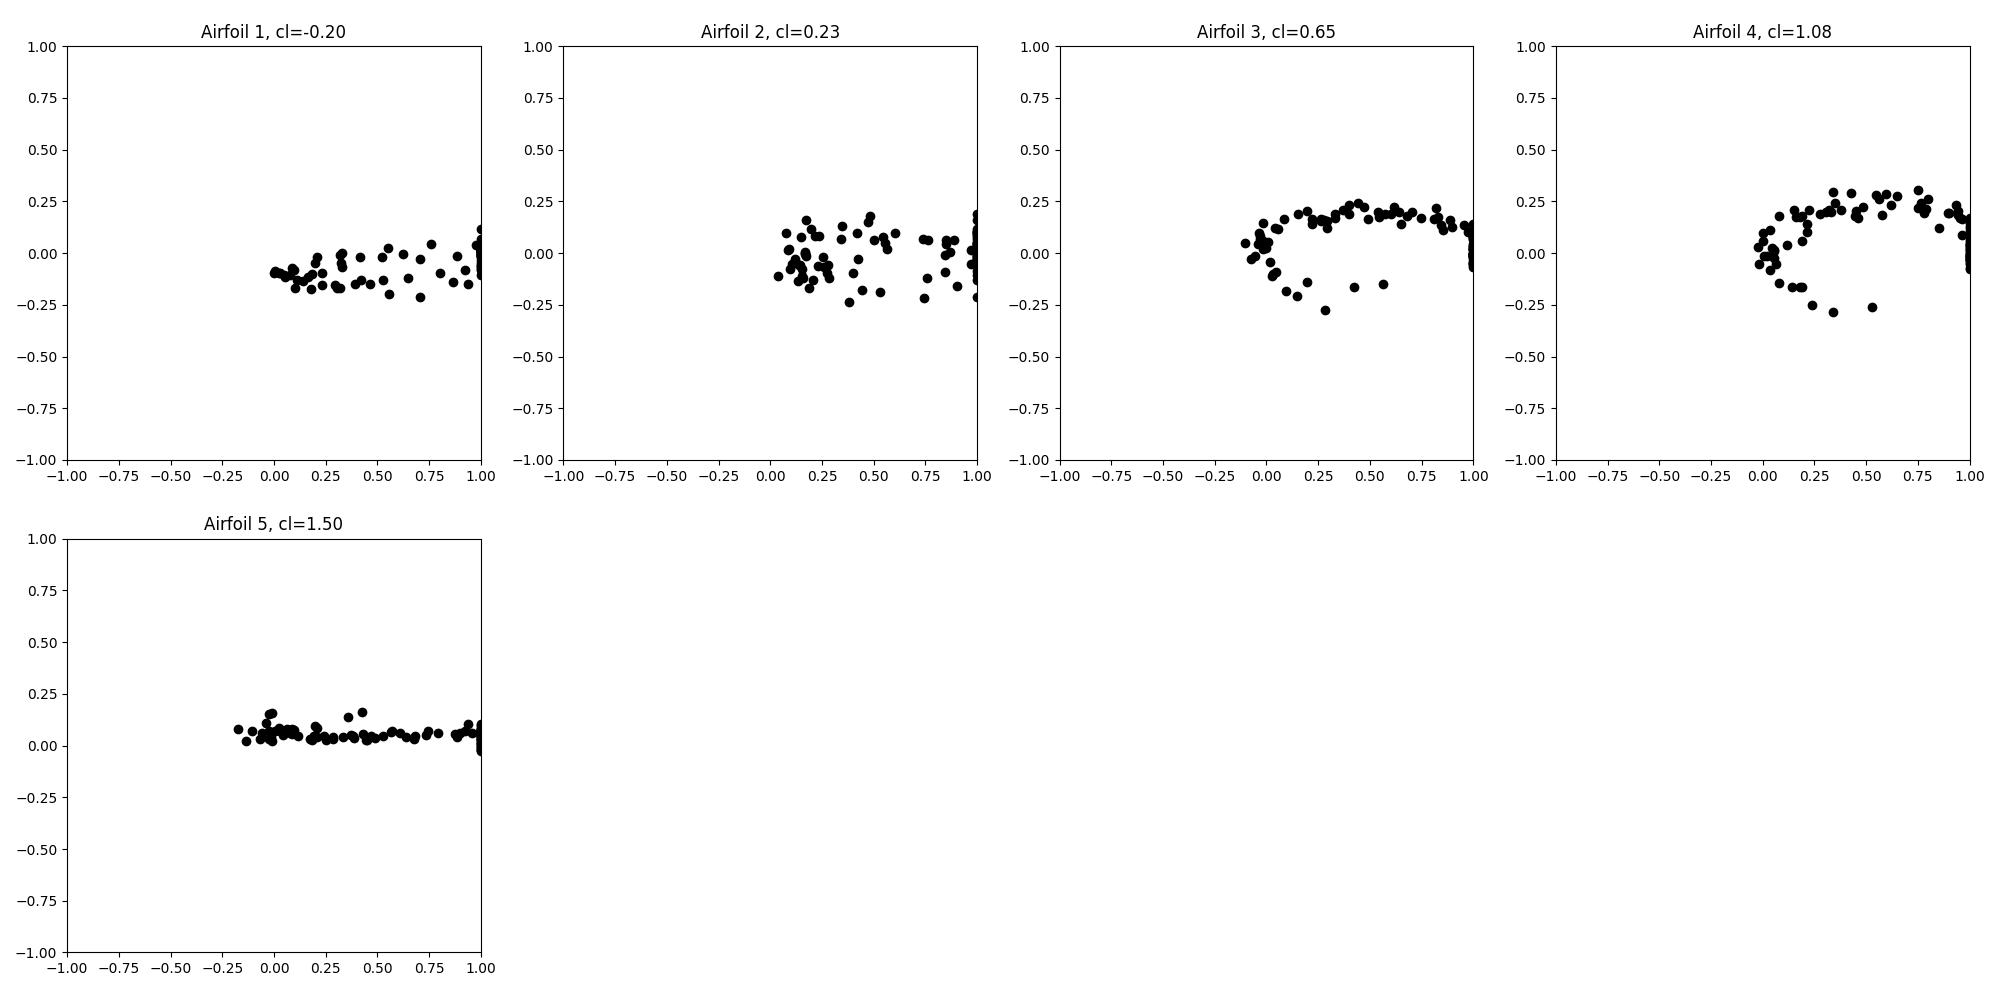 Airfoil 1, cl=-0.20
Airfoil 2, cl=0.23
Airfoil 3, cl=0.65
Airfoil 4, cl=1.08
1.00 1.00 1.00 1.00
0.75 0.75 0.75 0.75
0.50 0.50 0.50 0.50
0.25 0.25 0.25 0.25
0.00 0.00 0.00 0.00
−0.25 −0.25 −0.25 −0.25
−0.50 −0.50 −0.50 −0.50
−0.75 −0.75 −0.75 −0.75
−1.00 −1.00 −1.00 −1.00
−1.00 −0.75 −0.50 −0.25 0.00 0.25 0.50 0.75 1.00
−1.00 −0.75 −0.50 −0.25 0.00 0.25 0.50 0.75 1.00
−1.00 −0.75 −0.50 −0.25 0.00 0.25 0.50 0.75 1.00
−1.00 −0.75 −0.50 −0.25 0.00 0.25 0.50 0.75 1.00
Airfoil 5, cl=1.50
1.00
0.75
0.50
0.25
0.00
−0.25
−0.50
−0.75
−1.00
−1.00 −0.75 −0.50 −0.25 0.00 0.25 0.50 0.75 1.00